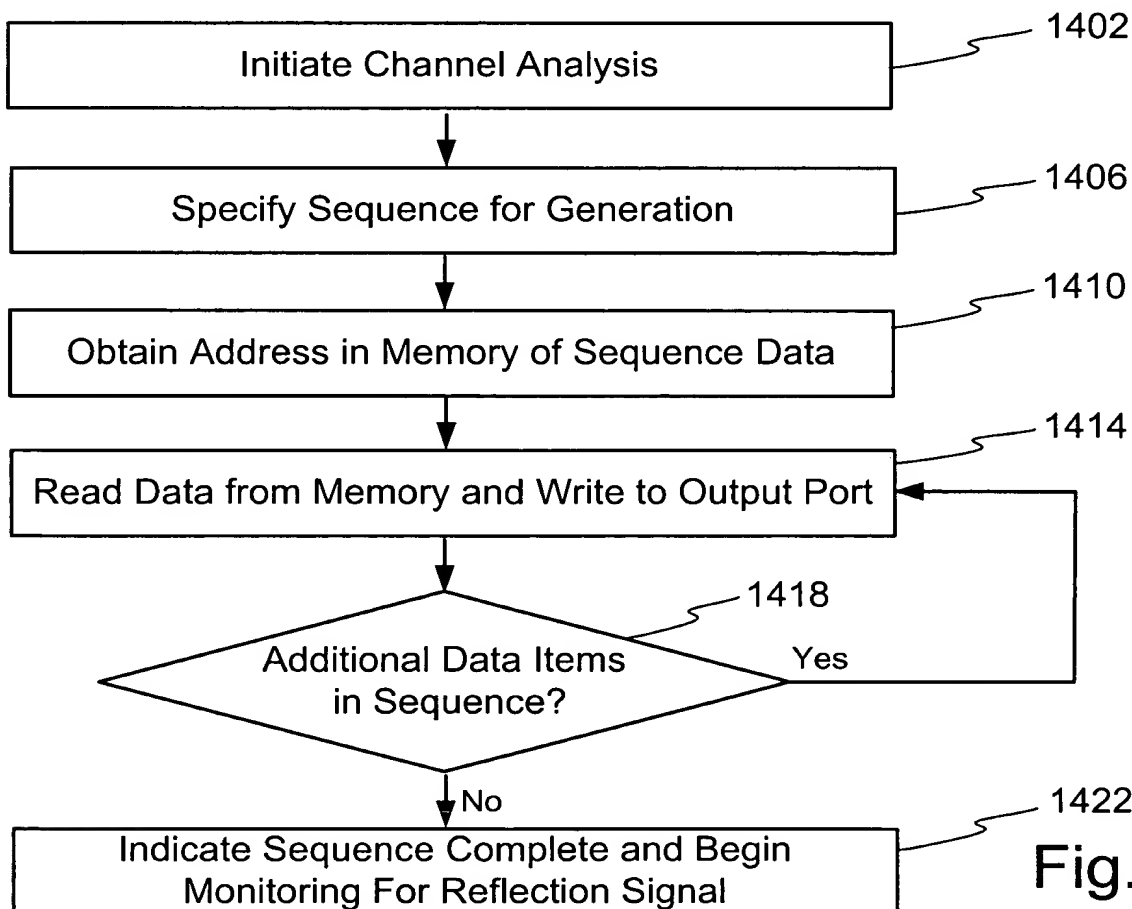 1402
Initiate Channel Analysis
1406
Specify Sequence for Generation
1410
Obtain Address in Memory of Sequence Data
1414
Read Data from Memory and Write to Output Port
1418
Additional Data Items
in Sequence?
Yes
No
1422
Indicate Sequence Complete and Begin
Monitoring For Reflection Signal
Fig.